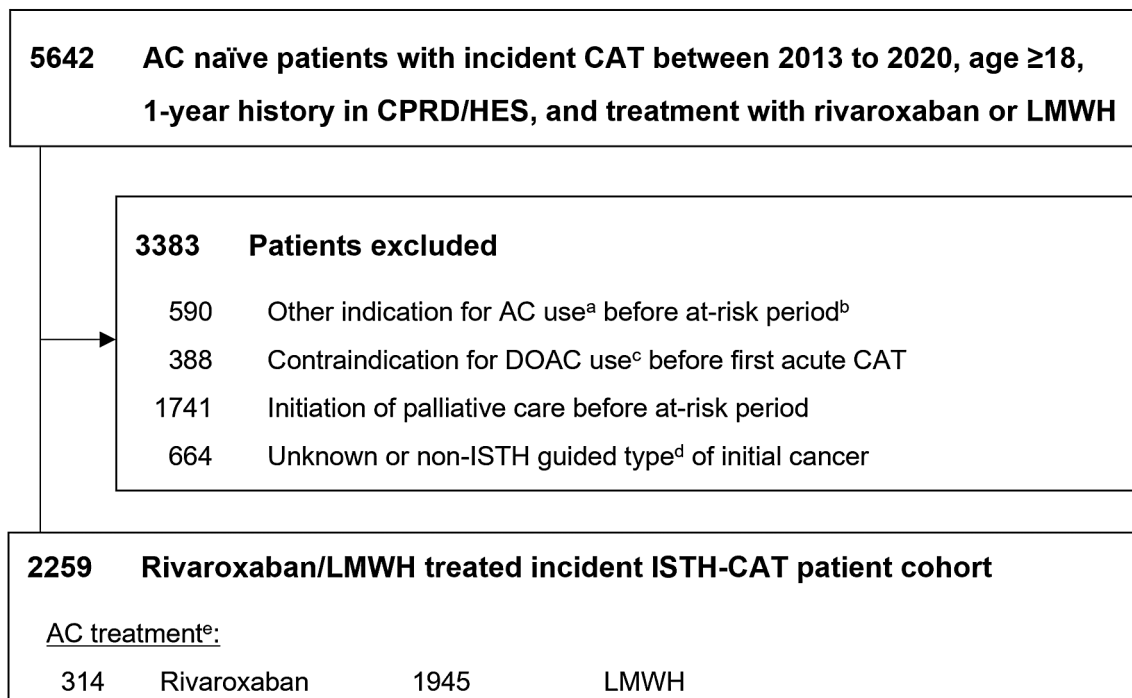 5642 AC naïve patients with incident CAT between 2013 to 2020, age ≥18,
1-year history in CPRD/HES, and treatment with rivaroxaban or LMWH
3383 Patients excluded
590 Other indication for AC useᵃ before at-risk periodᵇ
388 Contraindication for DOAC useᶜ before first acute CAT
1741 Initiation of palliative care before at-risk period
664 Unknown or non-ISTH guided typeᵈ of initial cancer
2259 Rivaroxaban/LMWH treated incident ISTH-CAT patient cohort
AC treatmentᵉ:
314 Rivaroxaban 1945 LMWH